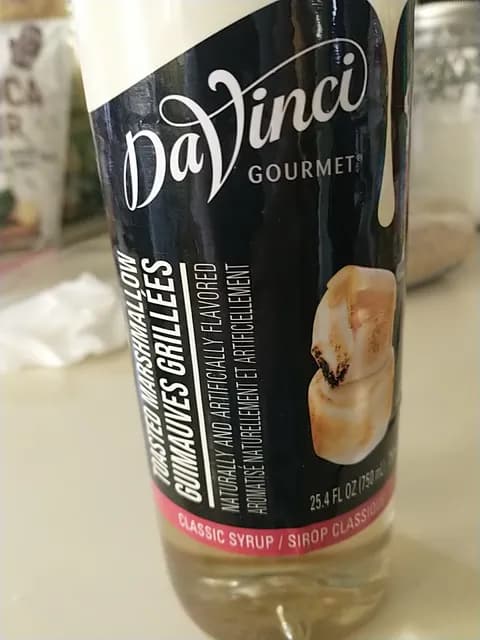 DaVinci
GOURMET
TOASTED MARSHMALLOW
GUIMAUVES GRILLÉES
NATURALLY AND ARTIFICIALLY FLAVORED
AROMATISÉ NATURELLEMENT ET ARTIFICIELLEMENT
25.4 FL OZ (750 mL)
CLASSIC SYRUP / SIROP CLASSIQUE